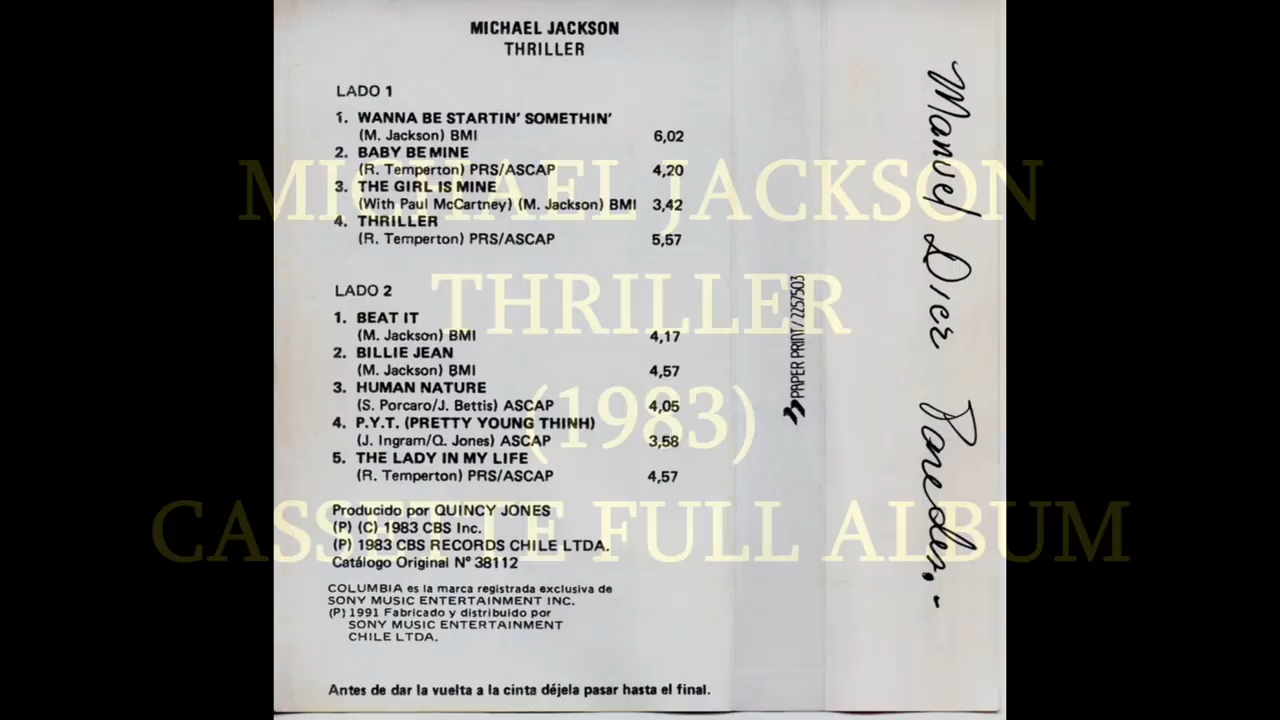 MICHAEL JACKSON
THRILLER
LADO 1
1. WANNA BE STARTIN' SOMETHIN'
(M. Jackson) BMI 6,02
2. BABY BE MINE
(R. Temperton) PRS/ASCAP 4,20
3. THE GIRL IS MINE
(With Paul McCartney) (M. Jackson) BMI 3,42
4. THRILLER
(R. Temperton) PRS/ASCAP 5,57
LADO 2
1. BEAT IT
(M. Jackson) BMI 4,17
2. BILLIE JEAN
(M. Jackson) BMI 4,57
3. HUMAN NATURE
(S. Porcaro/J. Bettis) ASCAP 4,05
4. P.Y.T. (PRETTY YOUNG THINH)
(J. Ingram/Q. Jones) ASCAP 3,58
5. THE LADY IN MY LIFE
(R. Temperton) PRS/ASCAP 4,57
Producido por QUINCY JONES
(P) (C) 1983 CBS Inc.
(P) 1983 CBS RECORDS CHILE LTDA.
Catálogo Original Nº 38112
COLUMBIA es la marca registrada exclusiva de
SONY MUSIC ENTERTAINMENT INC.
(P) 1991 Fabricado y distribuido por
SONY MUSIC ENTERTAINMENT
CHILE LTDA.
Antes de dar la vuelta a la cinta déjela pasar hasta el final.
PAPER PRINT / 2257503
Manuel Paredes.-
MICHAEL JACKSON
THRILLER
(1983)
CASSETTE FULL ALBUM